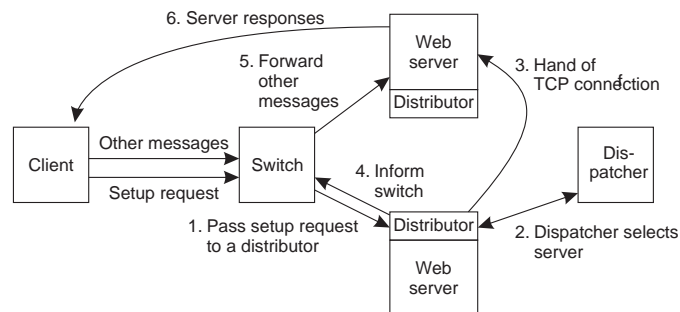 6. Server responses
Web
server
Distributor
5. Forward
other
messages
3. Hand of
TCP connection
f
Client
Other messages
Setup request
Switch
4. Inform
switch
Dis-
patcher
1. Pass setup request
to a distributor
Distributor
Web
server
2. Dispatcher selects
server